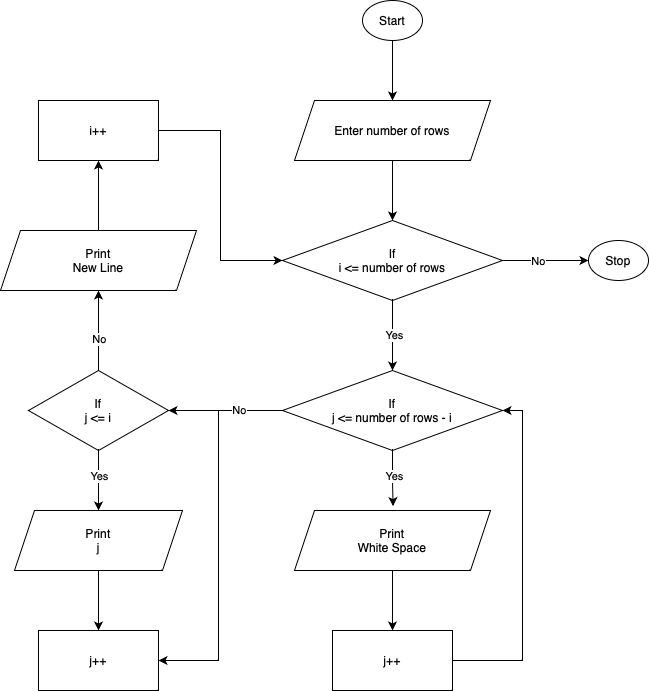 Start
i++
Enter number of rows
Print
New Line
If
i <= number of rows
No
Stop
No
Yes
If
j <= i
No
If
j <= number of rows - i
Yes
Yes
Print
j
Print
White Space
j++
j++